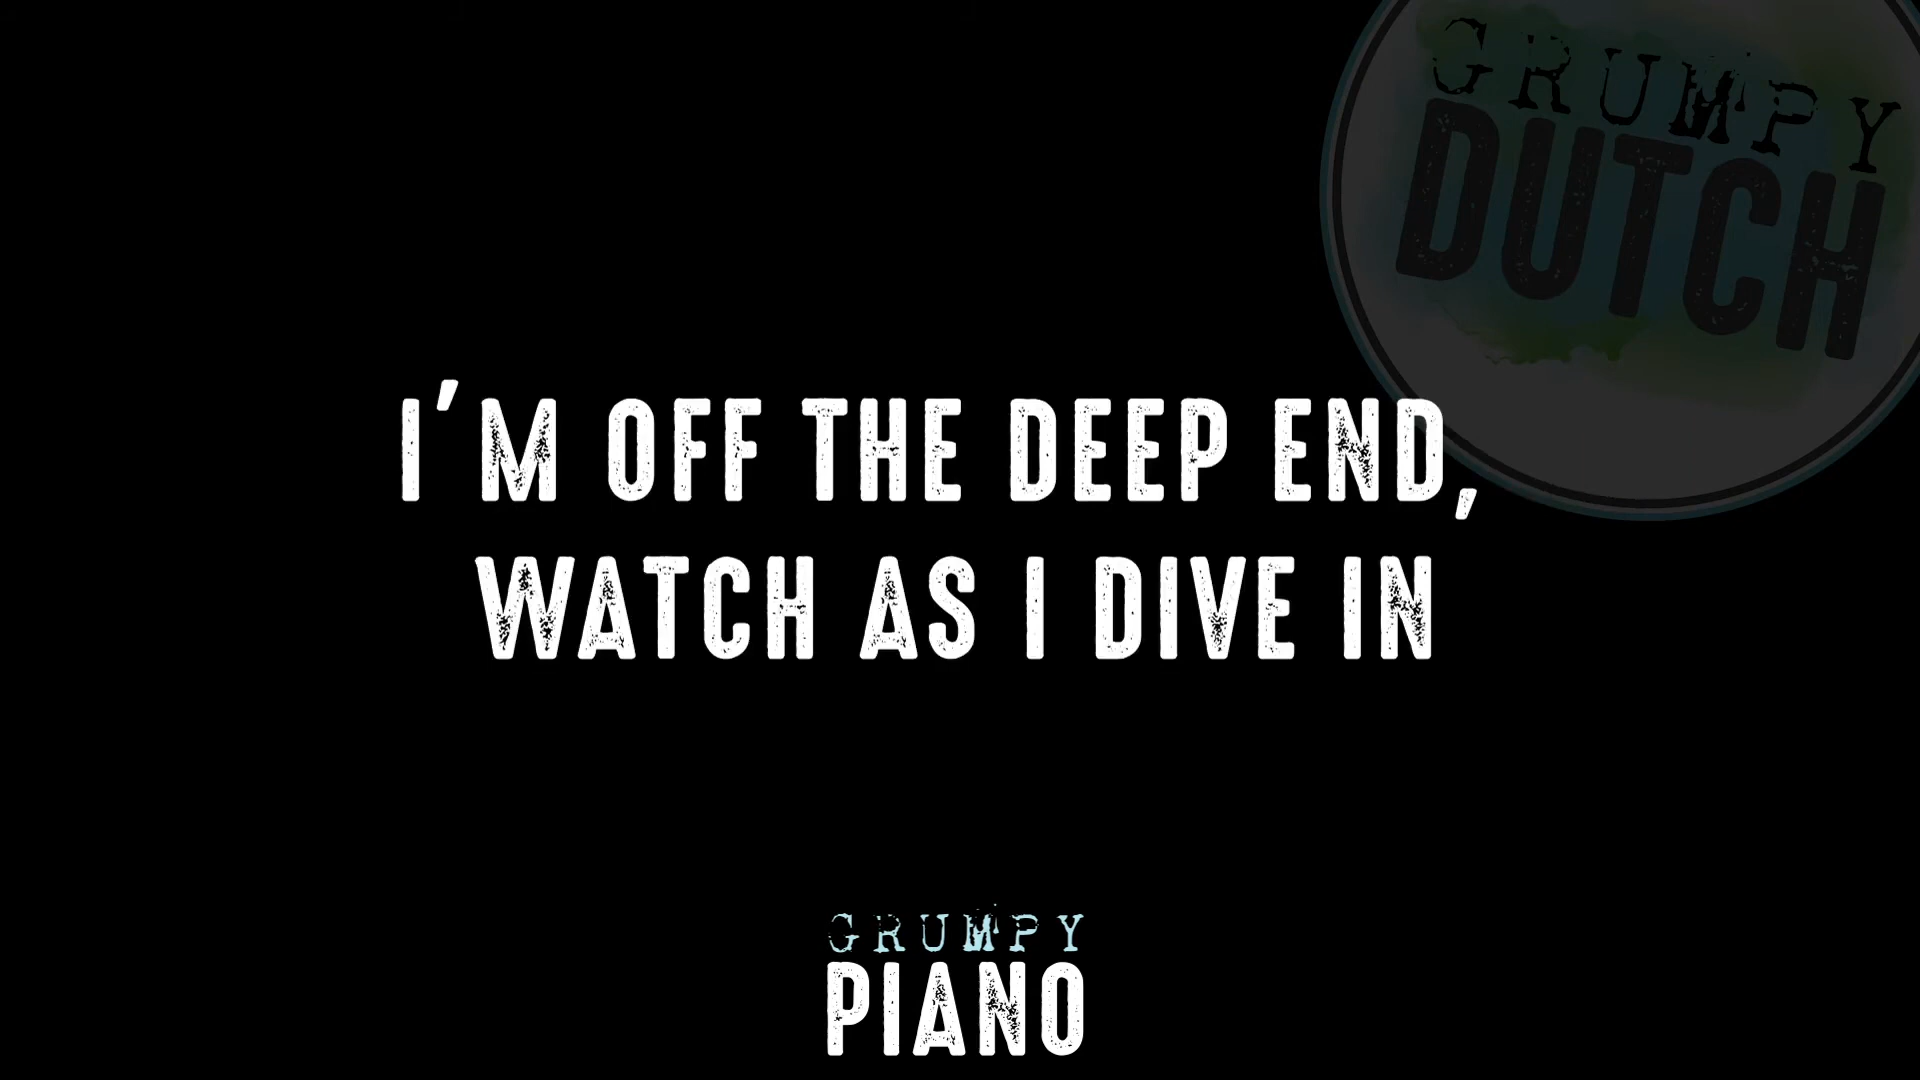 GRUMPY
DUTCH
I'M OFF THE DEEP END,
WATCH AS I DIVE IN
GRUMPY
PIANO